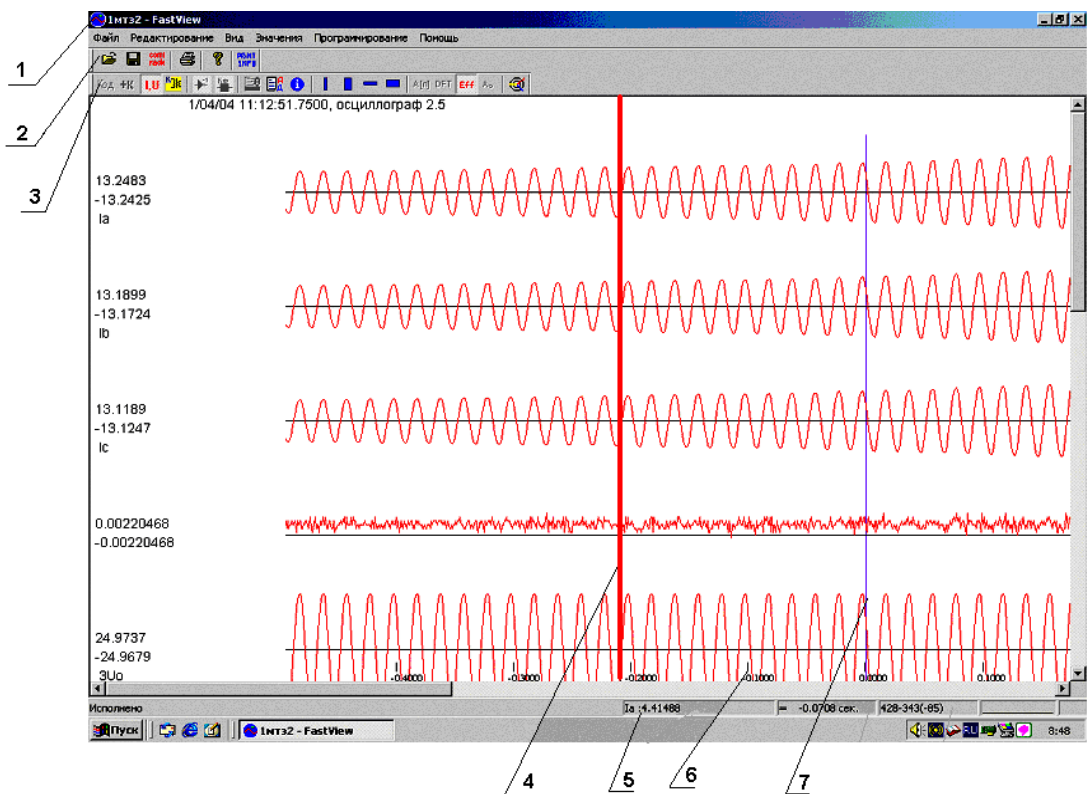 1мтз2 - FastView
Файл Редактирование Вид Значения Программирование Помощь
1
2
3
+К I,U A[n] DFT Eff
1/04/04 11:12:51.7500, осциллограф 2.5
13.2483
-13.2425
Ia
13.1899
-13.1724
Ib
13.1189
-13.1247
Ic
0.00220468
-0.00220468
24.9737
-24.9679
3Uo
-0.4000 -0.3000 -0.2000 -0.1000 0.0000 0.1000
Исполнено Ia :4.41488 = -0.0708 сек. 428-343(-85)
Пуск 1мтз2 - FastView RU 8:48
4 5 6 7